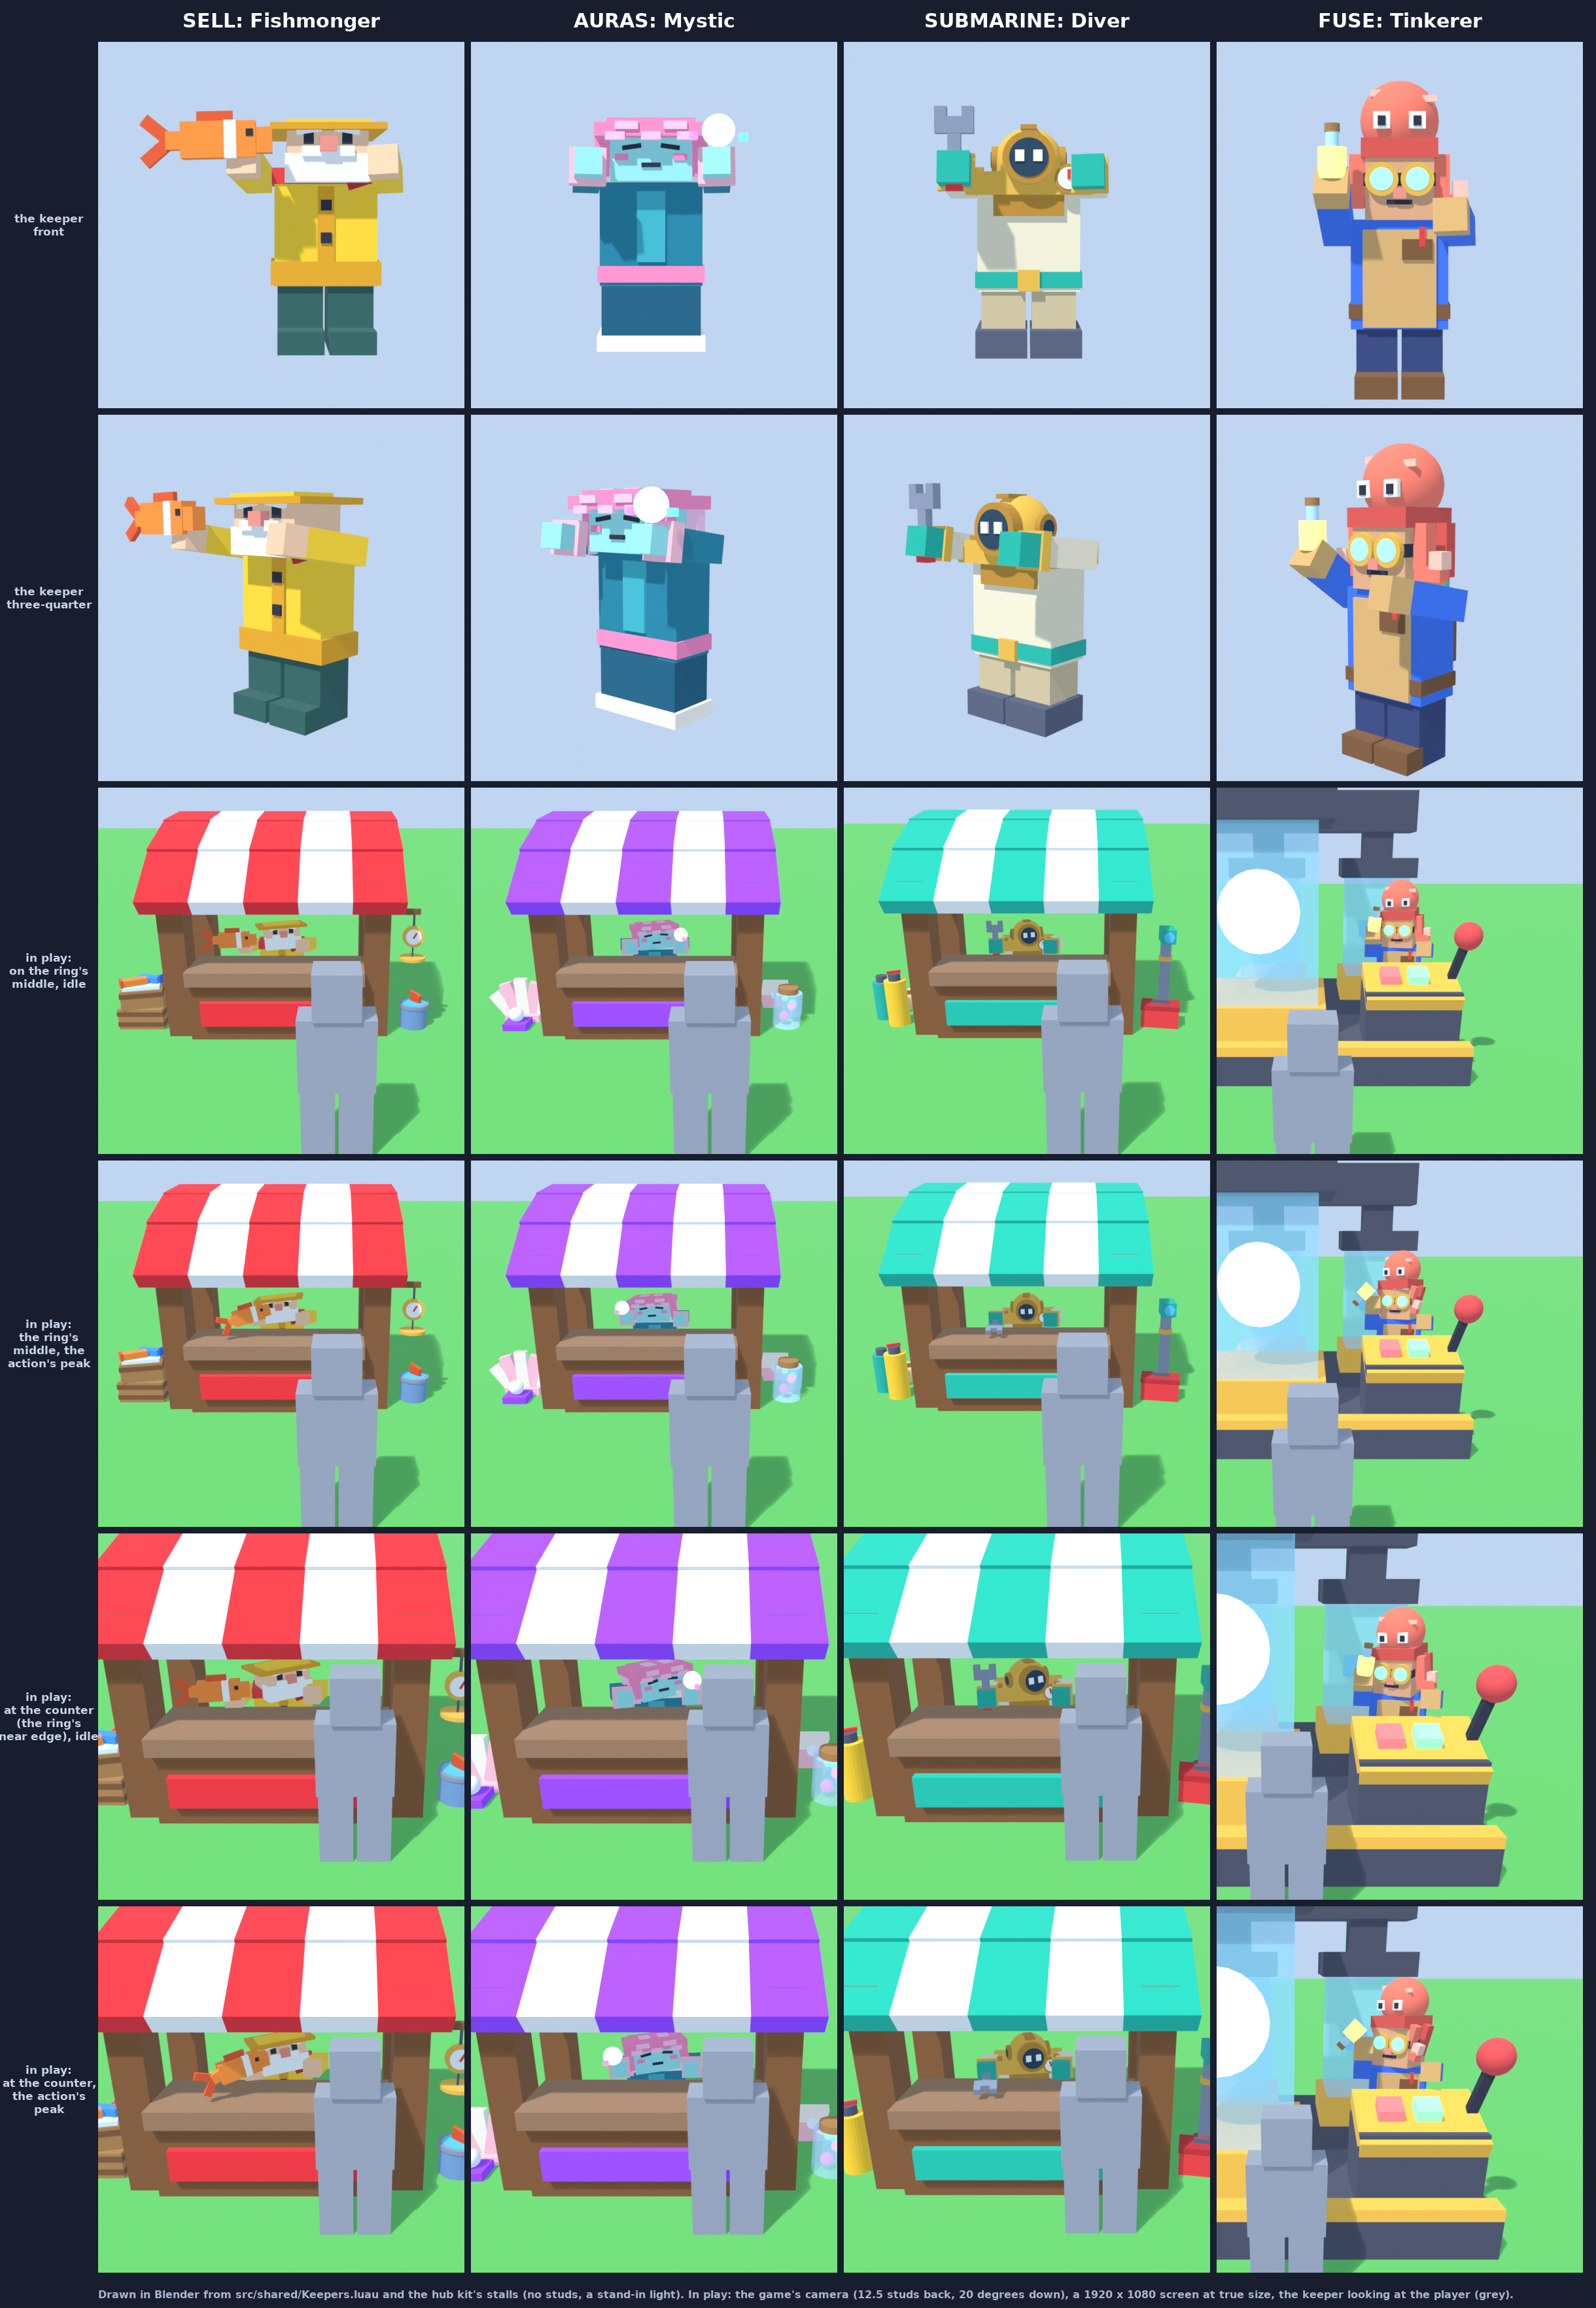 SELL: Fishmonger
AURAS: Mystic
SUBMARINE: Diver
FUSE: Tinkerer
the keeper
front
the keeper
three-quarter
in play:
on the ring's
middle, idle
in play:
the ring's
middle, the
action's peak
in play:
at the counter
(the ring's
near edge), idle
in play:
at the counter,
the action's
peak
Drawn in Blender from src/shared/Keepers.luau and the hub kit's stalls (no studs, a stand-in light). In play: the game's camera (12.5 studs back, 20 degrees down), a 1920 x 1080 screen at true size, the keeper looking at the player (grey).